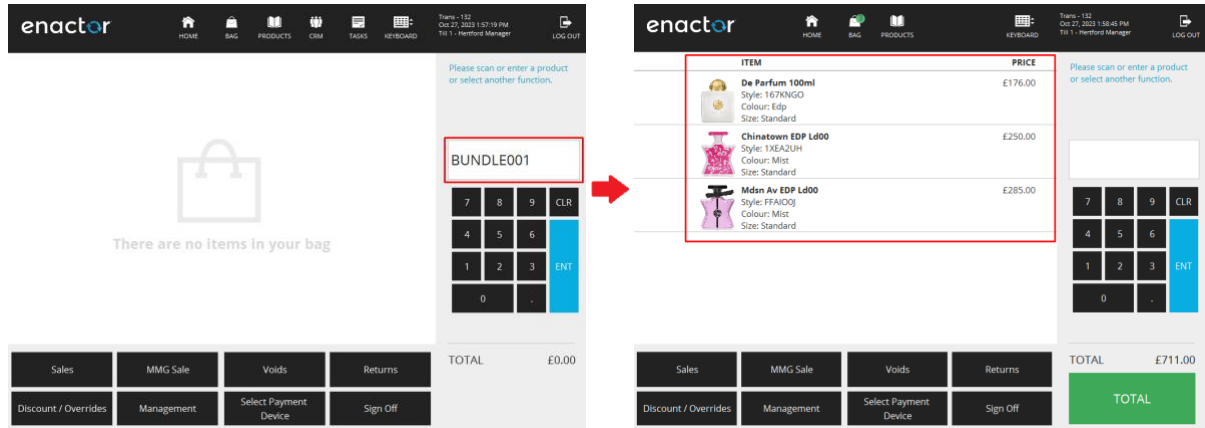 enactor
HOME
BAG
PRODUCTS
CRM
TASKS
KEYBOARD
Trans - 132
Oct 27, 2023 1:57:19 PM
Till 1 - Hertford Manager
LOG OUT
Please scan or enter a product
or select another function.
BUNDLE001
There are no items in your bag
7 8 9 CLR
4 5 6
1 2 3 ENT
0 .
TOTAL £0.00
Sales
MMG Sale
Voids
Returns
Discount / Overrides
Management
Select Payment
Device
Sign Off
enactor
HOME
BAG
PRODUCTS
KEYBOARD
Trans - 132
Oct 27, 2023 1:58:45 PM
Till 1 - Hertford Manager
LOG OUT
ITEM PRICE
De Parfum 100ml £176.00
Style: 167KNGO
Colour: Edp
Size: Standard
Chinatown EDP Ld00 £250.00
Style: 1XEA2UH
Colour: Mist
Size: Standard
Mdsn Av EDP Ld00 £285.00
Style: FFAIO0J
Colour: Mist
Size: Standard
Please scan or enter a product
or select another function.
7 8 9 CLR
4 5 6
1 2 3 ENT
0 .
TOTAL £711.00
TOTAL
Sales
MMG Sale
Voids
Returns
Discount / Overrides
Management
Select Payment
Device
Sign Off